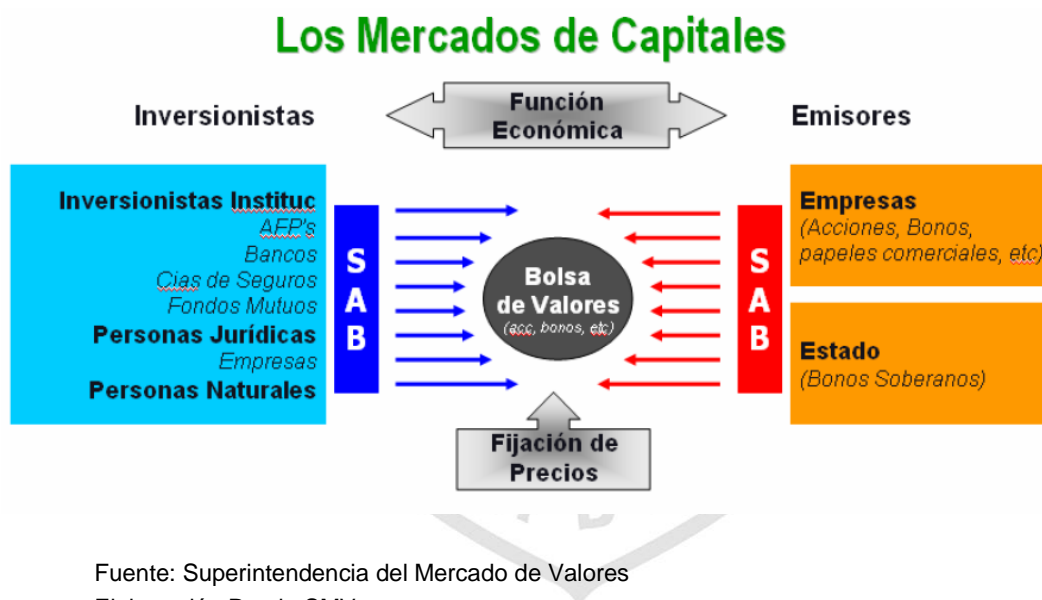 Los Mercados de Capitales
Inversionistas
Función
Económica
Emisores
Inversionistas Instituc
AFP's
Bancos
Cias de Seguros
Fondos Mutuos
Personas Jurídicas
Empresas
Personas Naturales
S
A
B
Bolsa
de Valores
(acc, bonos, etc)
S
A
B
Empresas
(Acciones, Bonos,
papeles comerciales, etc)
Estado
(Bonos Soberanos)
Fijación de
Precios
Fuente: Superintendencia del Mercado de Valores